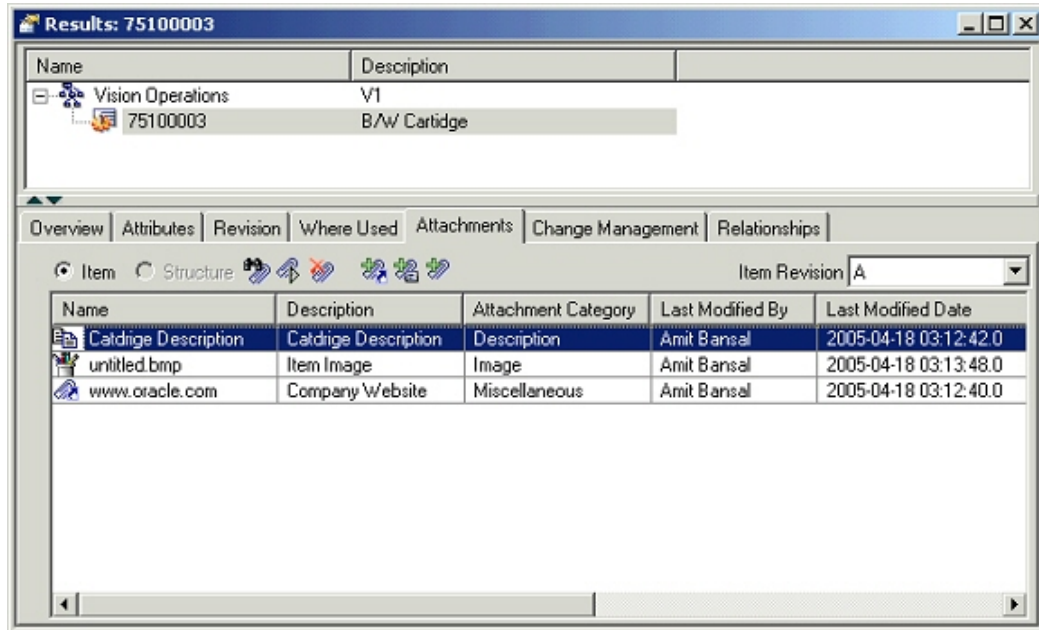 Results: 75100003
Name Description
Vision Operations V1
75100003 B/W Cartidge
Overview Attributes Revision Where Used Attachments Change Management Relationships
Item Structure Item Revision A
Name Description Attachment Category Last Modified By Last Modified Date
Catdrige Description Catdrige Description Description Amit Bansal 2005-04-18 03:12:42.0
untitled.bmp Item Image Image Amit Bansal 2005-04-18 03:13:48.0
www.oracle.com Company Website Miscellaneous Amit Bansal 2005-04-18 03:12:40.0